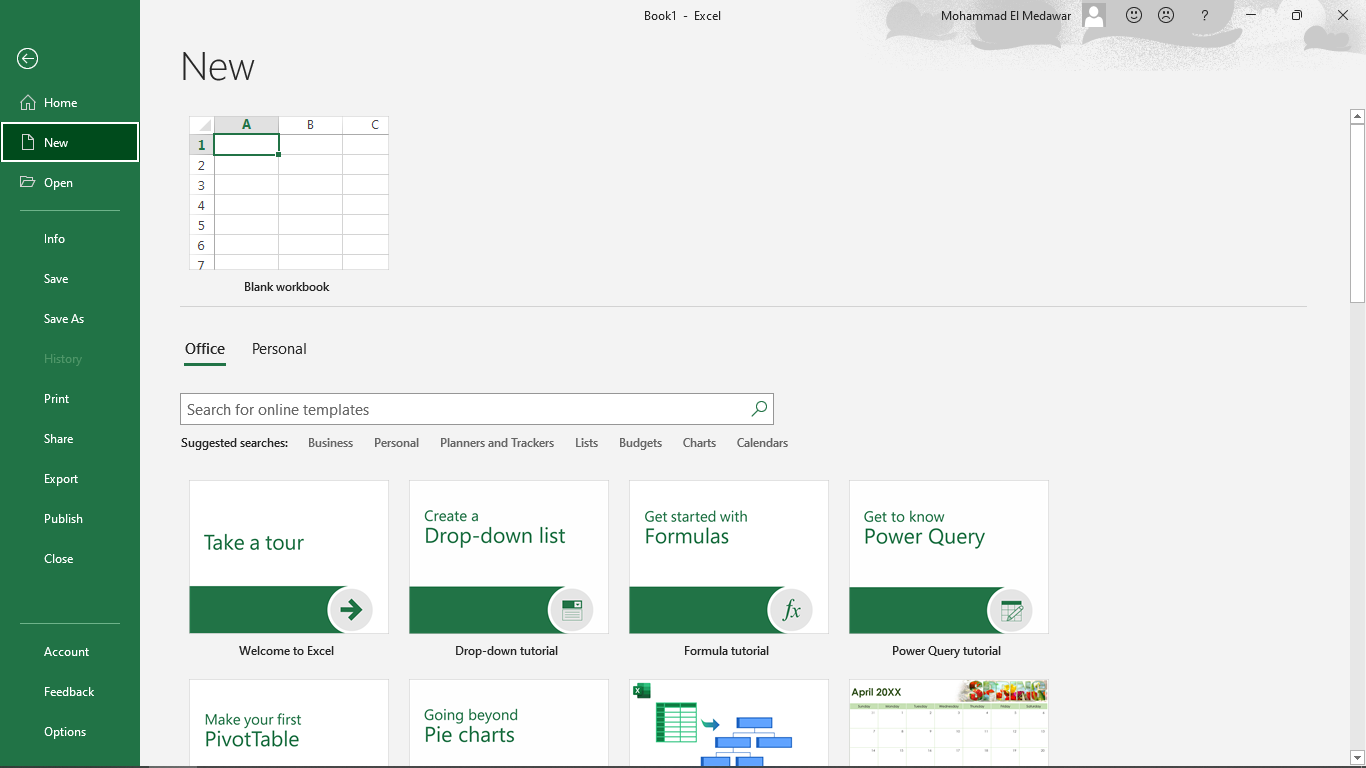 Book1 - Excel
Mohammad El Medawar
?
Home
New
Open
Info
Save
Save As
History
Print
Share
Export
Publish
Close
Account
Feedback
Options
New
A B C
1
2
3
4
5
6
7
Blank workbook
Office Personal
Search for online templates
Suggested searches: Business Personal Planners and Trackers Lists Budgets Charts Calendars
Take a tour
Welcome to Excel
Create a
Drop-down list
Drop-down tutorial
Get started with
Formulas
fx
Formula tutorial
Get to know
Power Query
Power Query tutorial
Make your first
PivotTable
Going beyond
Pie charts
X
April 20XX